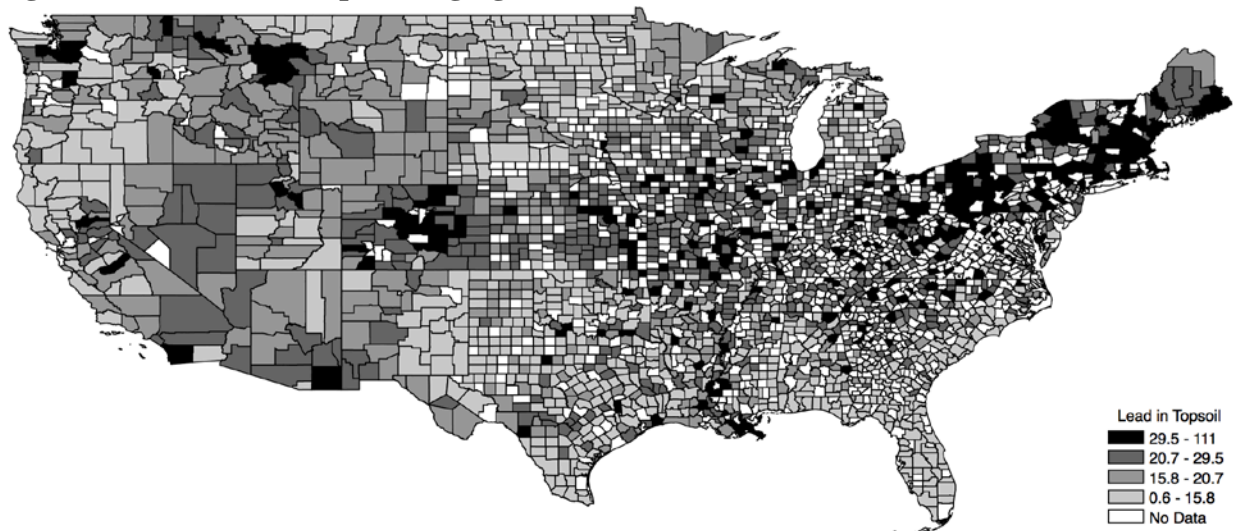 Lead in Topsoil
29.5 - 111
20.7 - 29.5
15.8 - 20.7
0.6 - 15.8
No Data